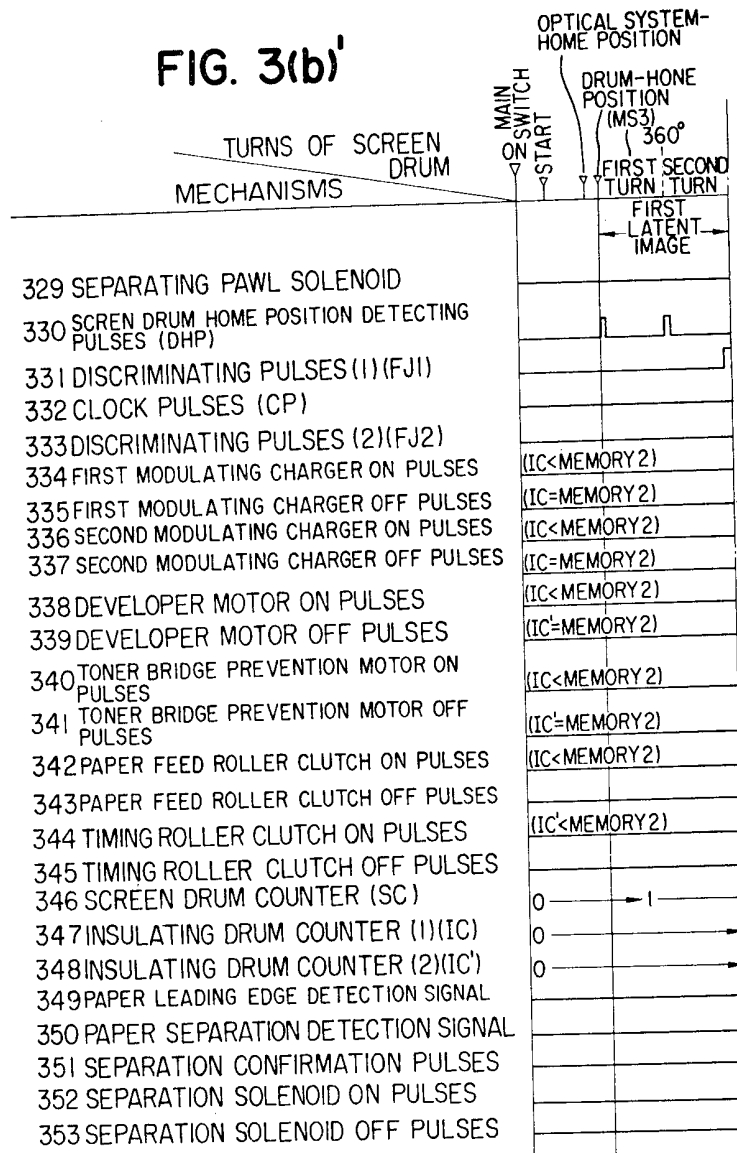 FIG. 3(b)'
OPTICAL SYSTEM-
HOME POSITION
DRUM-HONE
POSITION
(MS3)
360°
MAIN
ON SWITCH
START
TURNS OF SCREEN
DRUM
MECHANISMS
FIRST SECOND
TURN TURN
FIRST
LATENT
IMAGE
329 SEPARATING PAWL SOLENOID
330 SCREN DRUM HOME POSITION DETECTING
PULSES (DHP)
331 DISCRIMINATING PULSES (1) (FJ1)
332 CLOCK PULSES (CP)
333 DISCRIMINATING PULSES (2) (FJ2)
334 FIRST MODULATING CHARGER ON PULSES (IC<MEMORY 2)
335 FIRST MODULATING CHARGER OFF PULSES (IC=MEMORY 2)
336 SECOND MODULATING CHARGER ON PULSES (IC<MEMORY 2)
337 SECOND MODULATING CHARGER OFF PULSES (IC=MEMORY 2)
338 DEVELOPER MOTOR ON PULSES (IC<MEMORY 2)
339 DEVELOPER MOTOR OFF PULSES (IC'=MEMORY 2)
340 TONER BRIDGE PREVENTION MOTOR ON
PULSES (IC<MEMORY 2)
341 TONER BRIDGE PREVENTION MOTOR OFF
PULSES (IC'=MEMORY 2)
342 PAPER FEED ROLLER CLUTCH ON PULSES (IC<MEMORY 2)
343 PAPER FEED ROLLER CLUTCH OFF PULSES
344 TIMING ROLLER CLUTCH ON PULSES (IC'<MEMORY 2)
345 TIMING ROLLER CLUTCH OFF PULSES
346 SCREEN DRUM COUNTER (SC) 0 1
347 INSULATING DRUM COUNTER (1) (IC) 0
348 INSULATING DRUM COUNTER (2) (IC') 0
349 PAPER LEADING EDGE DETECTION SIGNAL
350 PAPER SEPARATION DETECTION SIGNAL
351 SEPARATION CONFIRMATION PULSES
352 SEPARATION SOLENOID ON PULSES
353 SEPARATION SOLENOID OFF PULSES